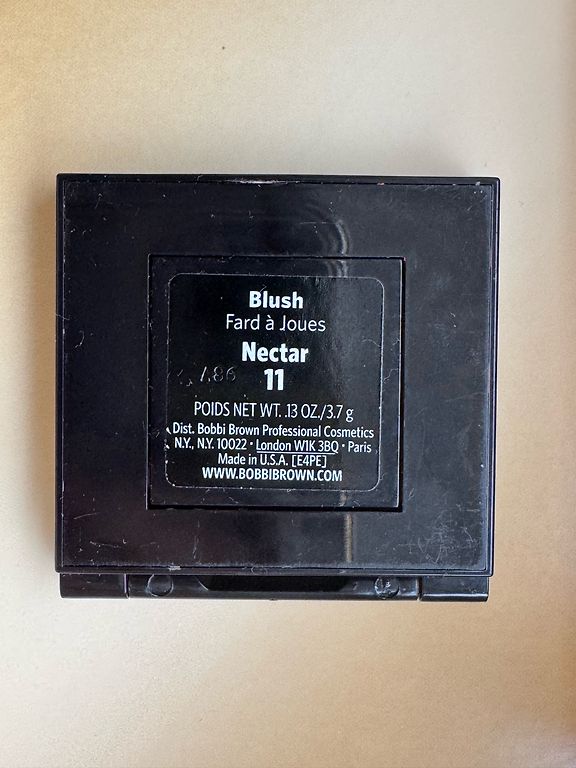 Blush
Fard à Joues
Nectar
11
POIDS NET WT. .13 OZ./3.7 g
Dist. Bobbi Brown Professional Cosmetics
N.Y., N.Y. 10022 · London W1K 3BQ · Paris
Made in U.S.A. [E4PE]
WWW.BOBBIBROWN.COM